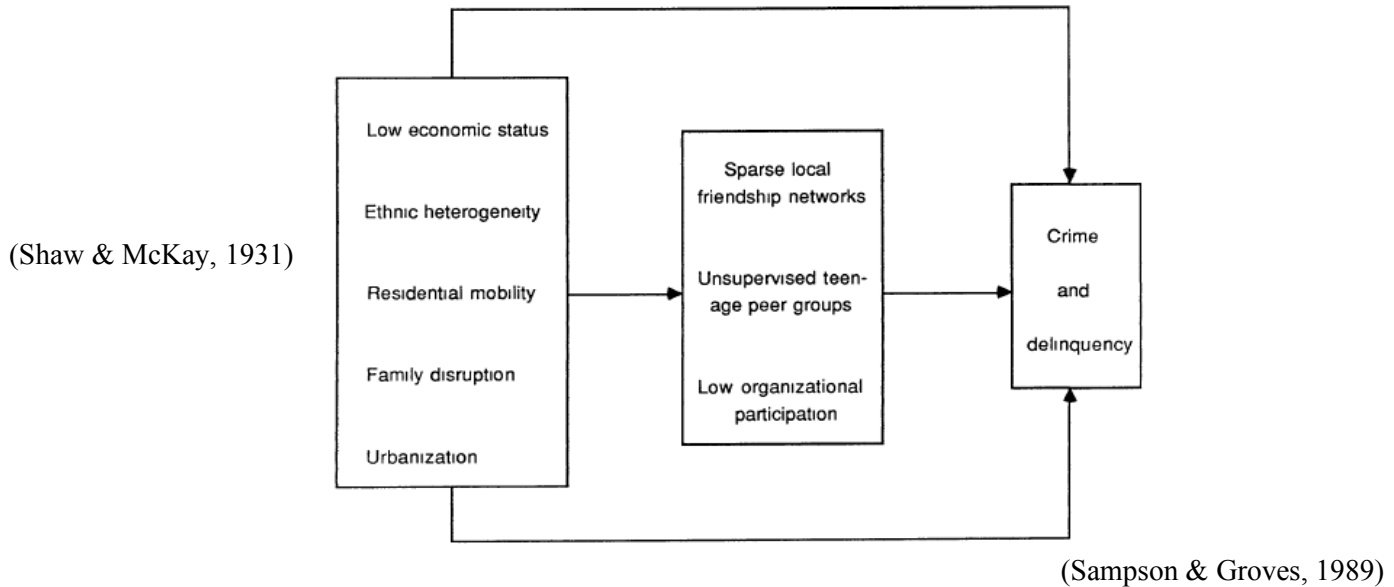 (Shaw & McKay, 1931)
Low economic status
Ethnic heterogeneity
Residential mobility
Family disruption
Urbanization
Sparse local
friendship networks
Unsupervised teen-
age peer groups
Low organizational
participation
Crime
and
delinquency
(Sampson & Groves, 1989)